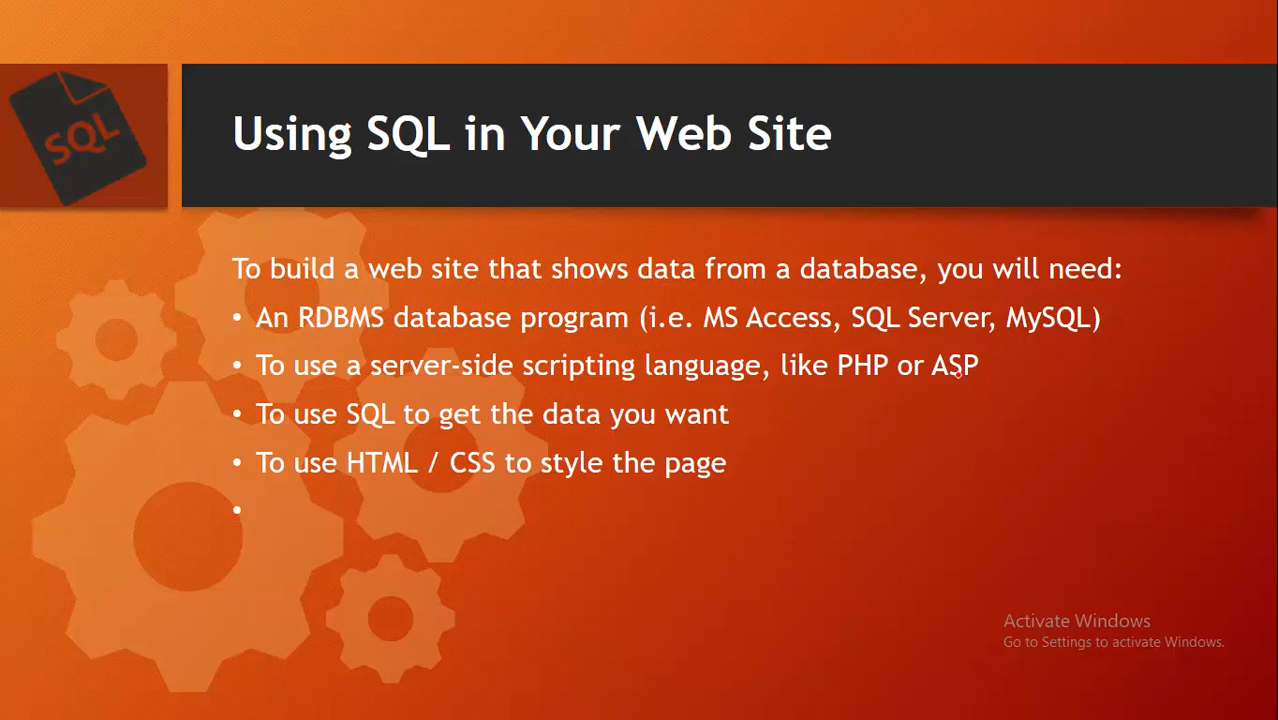 SQL
Using SQL in Your Web Site
To build a web site that shows data from a database, you will need:
• An RDBMS database program (i.e. MS Access, SQL Server, MySQL)
• To use a server-side scripting language, like PHP or ASP
• To use SQL to get the data you want
• To use HTML / CSS to style the page
•
Activate Windows
Go to Settings to activate Windows.